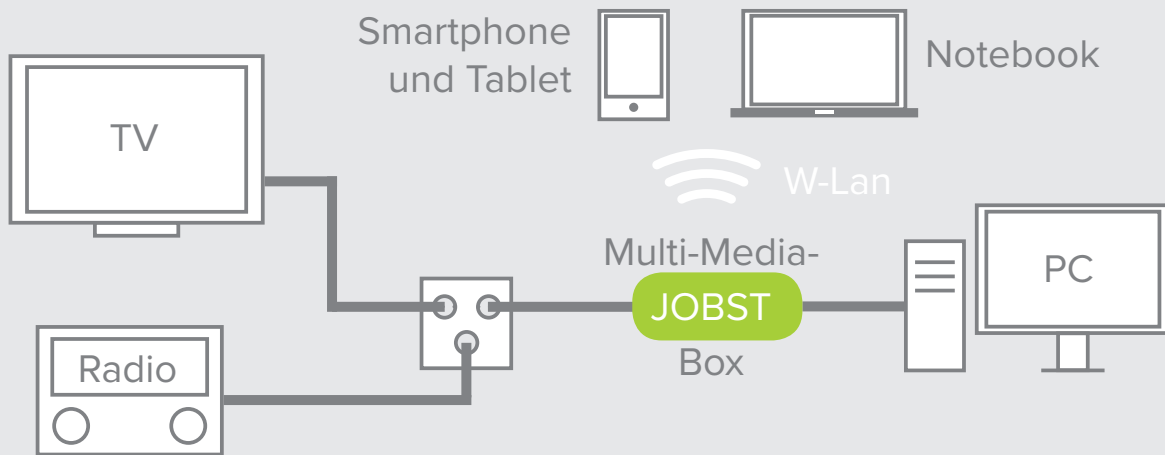 Smartphone
und Tablet
Notebook
TV
W-Lan
Multi-Media-
JOBST
Box
PC
Radio